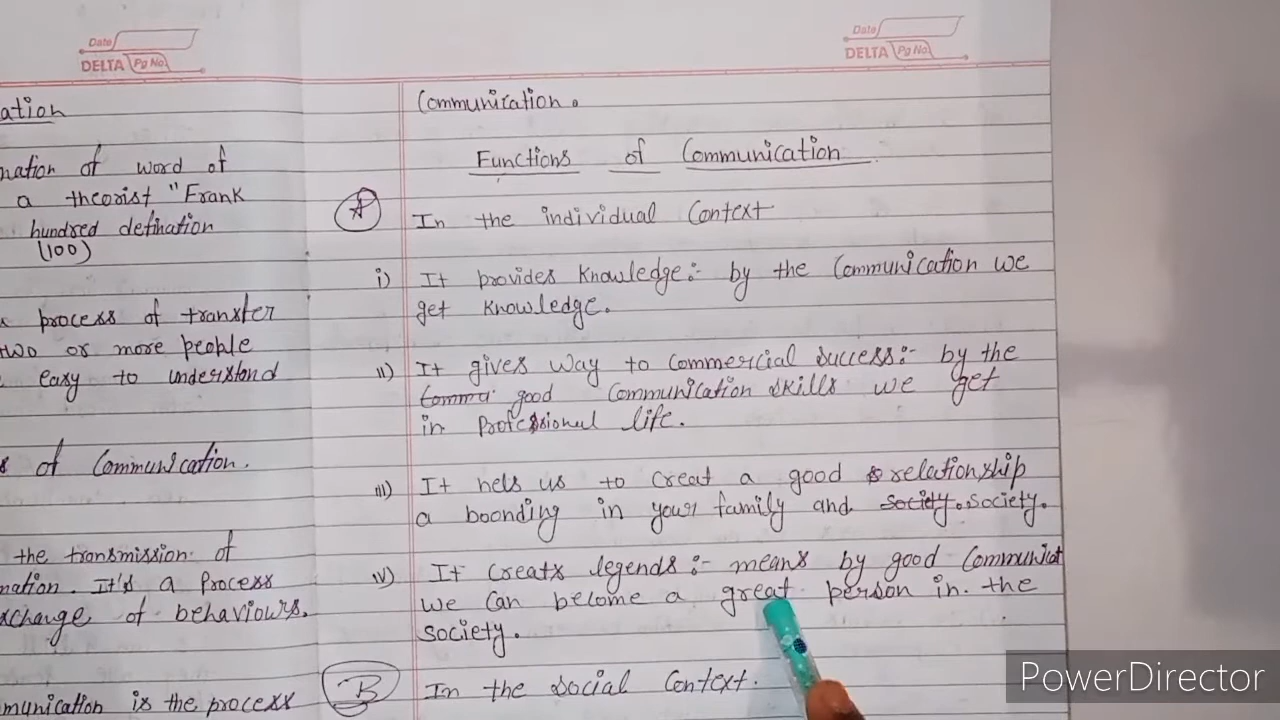 Date
DELTA Pg No
ation
nation of word of
a theorist "Frank
hundred defination
(100)
process of transfer
two or more people
easy to understand
s of Communication.
the transmission of
nation. It's a Process
xchange of behaviours.
munication is the process
Date
DELTA Pg No
Communication.
Functions of Communication
A In the individual Context
i) It provides Knowledge:- by the Communication we
get Knowledge.
ii) It gives way to commercial success:- by the
Comma good Communication skills we get
in Professional life.
iii) It hels us to creat a good relationship
a boonding in your family and society. society.
iv) It creats legends:- means by good Communicat
we can become a great person in. the
society.
B In the social Context.
PowerDirector